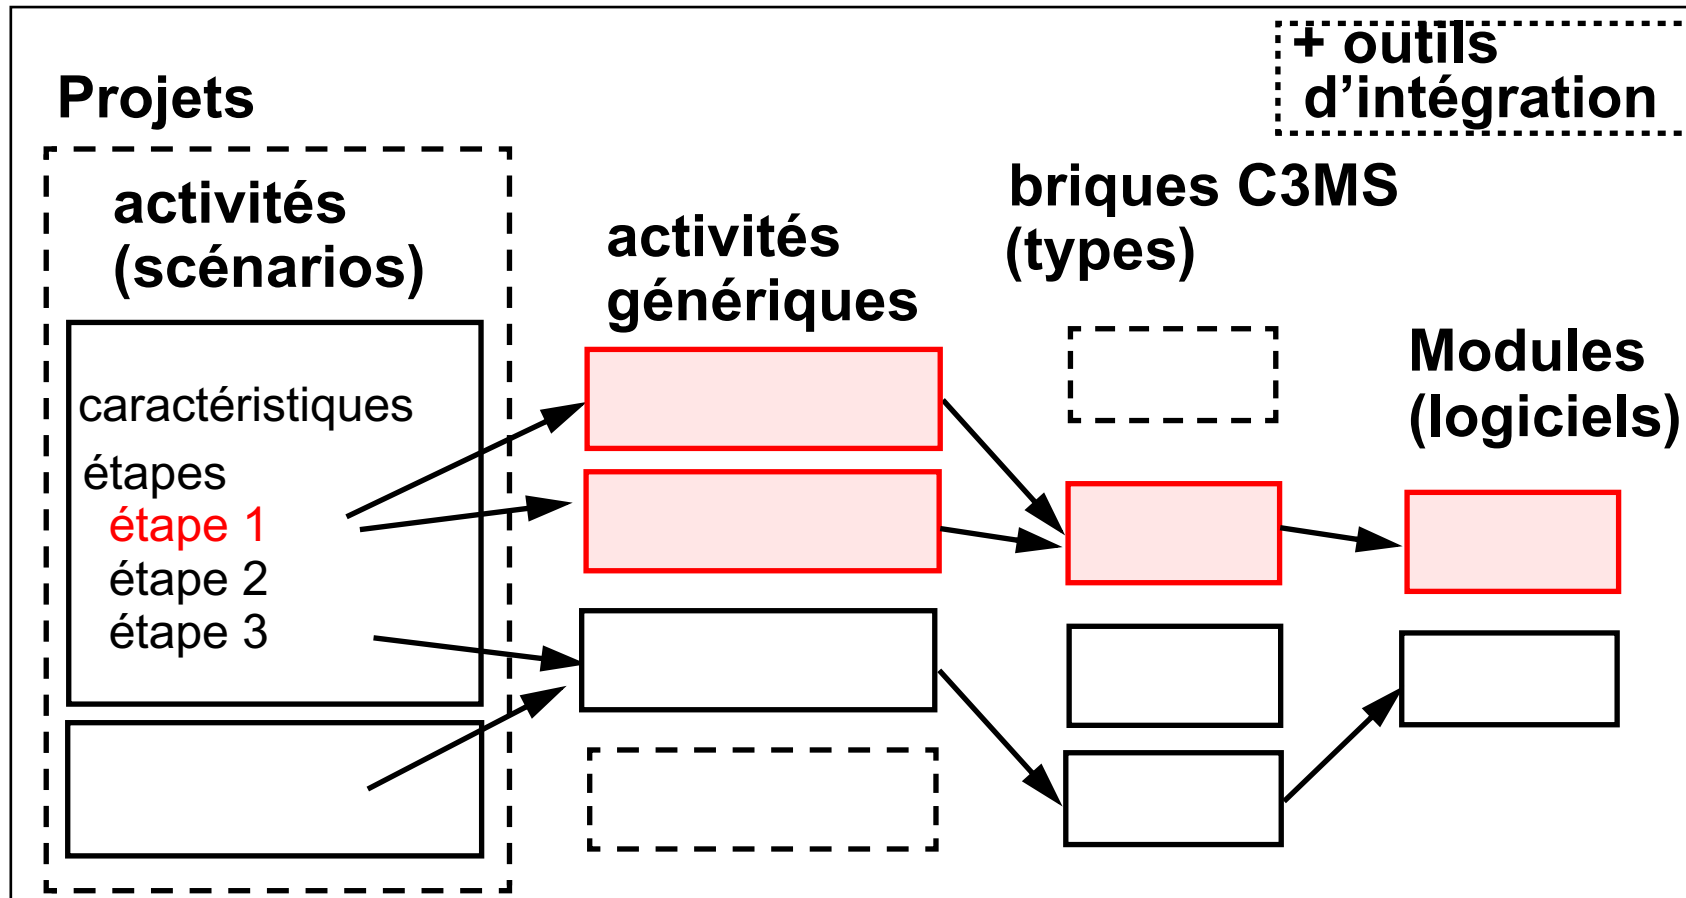 + outils
d’intégration
Projets
activités
(scénarios)
caractéristiques
étapes
étape 1
étape 2
étape 3
activités
génériques
briques C3MS
(types)
Modules
(logiciels)